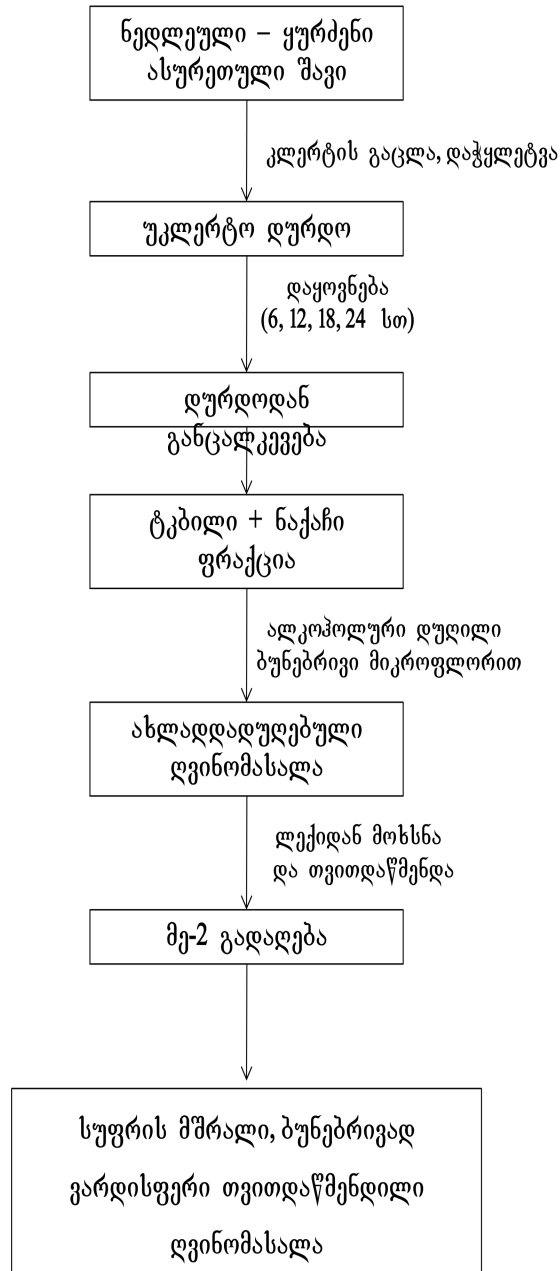 ნედლეული – ყურძენი
ასურეთული შავი
კლერტის გაცლა, დაჭყლეტვა
უკლერტო დურდო
დაყოვნება
(6, 12, 18, 24 სთ)
დურდოდან
განცალკევება
ტკბილი + ნაქაჩი
ფრაქცია
ალკოჰოლური დუღილი
ბუნებრივი მიკროფლორით
ახლადდადუღებული
ღვინომასალა
ლექიდან მოხსნა
და თვითდაწმენდა
მე-2 გადაღება
სუფრის მშრალი, ბუნებრივად
ვარდისფერი თვითდაწმენდილი
ღვინომასალა